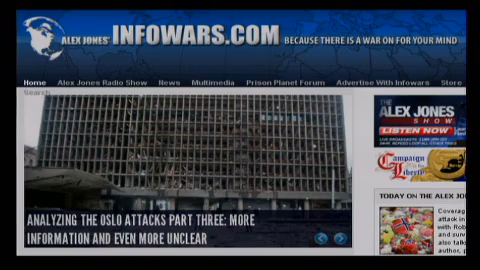 ALEX JONES' INFOWARS.COM BECAUSE THERE IS A WAR ON FOR YOUR MIND
Home Alex Jones Radio Show News Multimedia Prison Planet Forum Advertise With Infowars Store
Search
THE
ALEX JONES
SHOW
LISTEN NOW
Campaign
for
Liberty
ANALYZING THE OSLO ATTACKS PART THREE: MORE
INFORMATION AND EVEN MORE UNCLEAR
TODAY ON THE ALEX JO
Coverag
attack in
with Rob
and surv
also talks
author, p